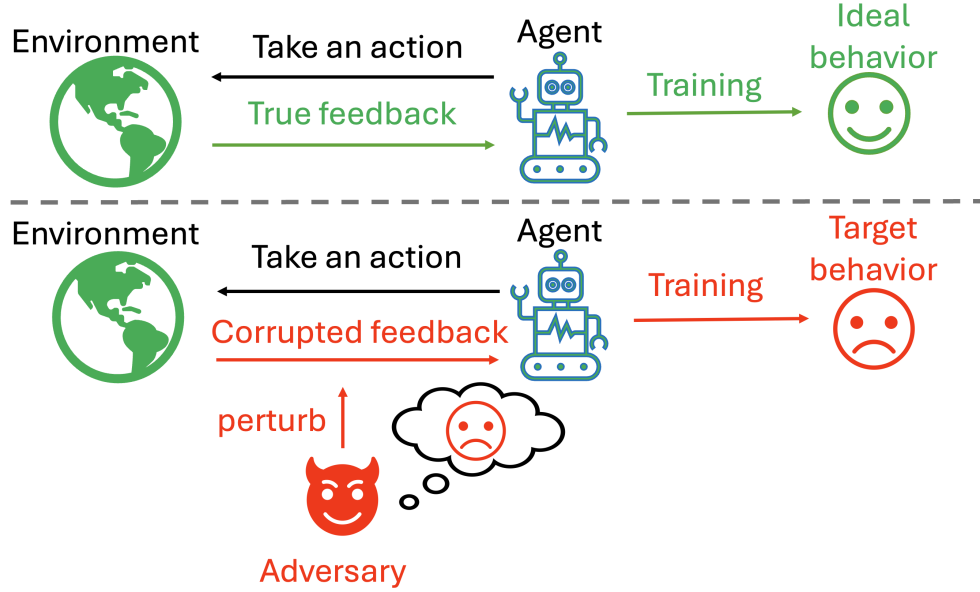 Environment
Take an action
Agent
Ideal
behavior
True feedback
Training
Environment
Take an action
Agent
Target
behavior
Corrupted feedback
Training
perturb
Adversary